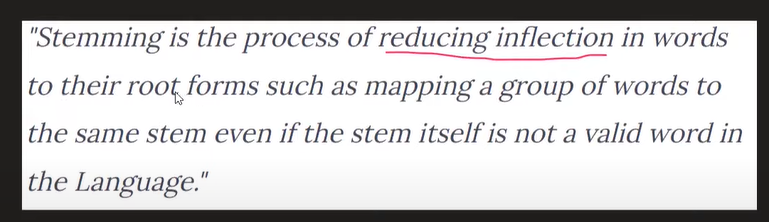 "Stemming is the process of reducing inflection in words
to their root forms such as mapping a group of words to
the same stem even if the stem itself is not a valid word in
the Language."